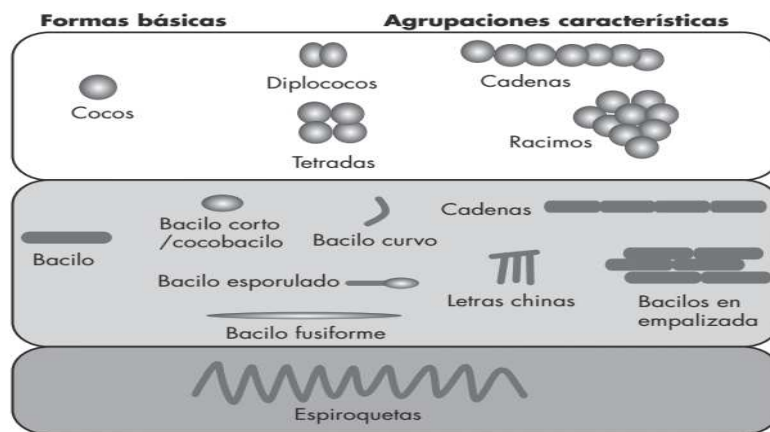 Formas básicas
Agrupaciones características
Cocos
Diplococos
Cadenas
Tetradas
Racimos
Bacilo
Bacilo corto
/cocobacilo
Bacilo curvo
Cadenas
Bacilo esporulado
Letras chinas
Bacilos en
empalizada
Bacilo fusiforme
Espiroquetas